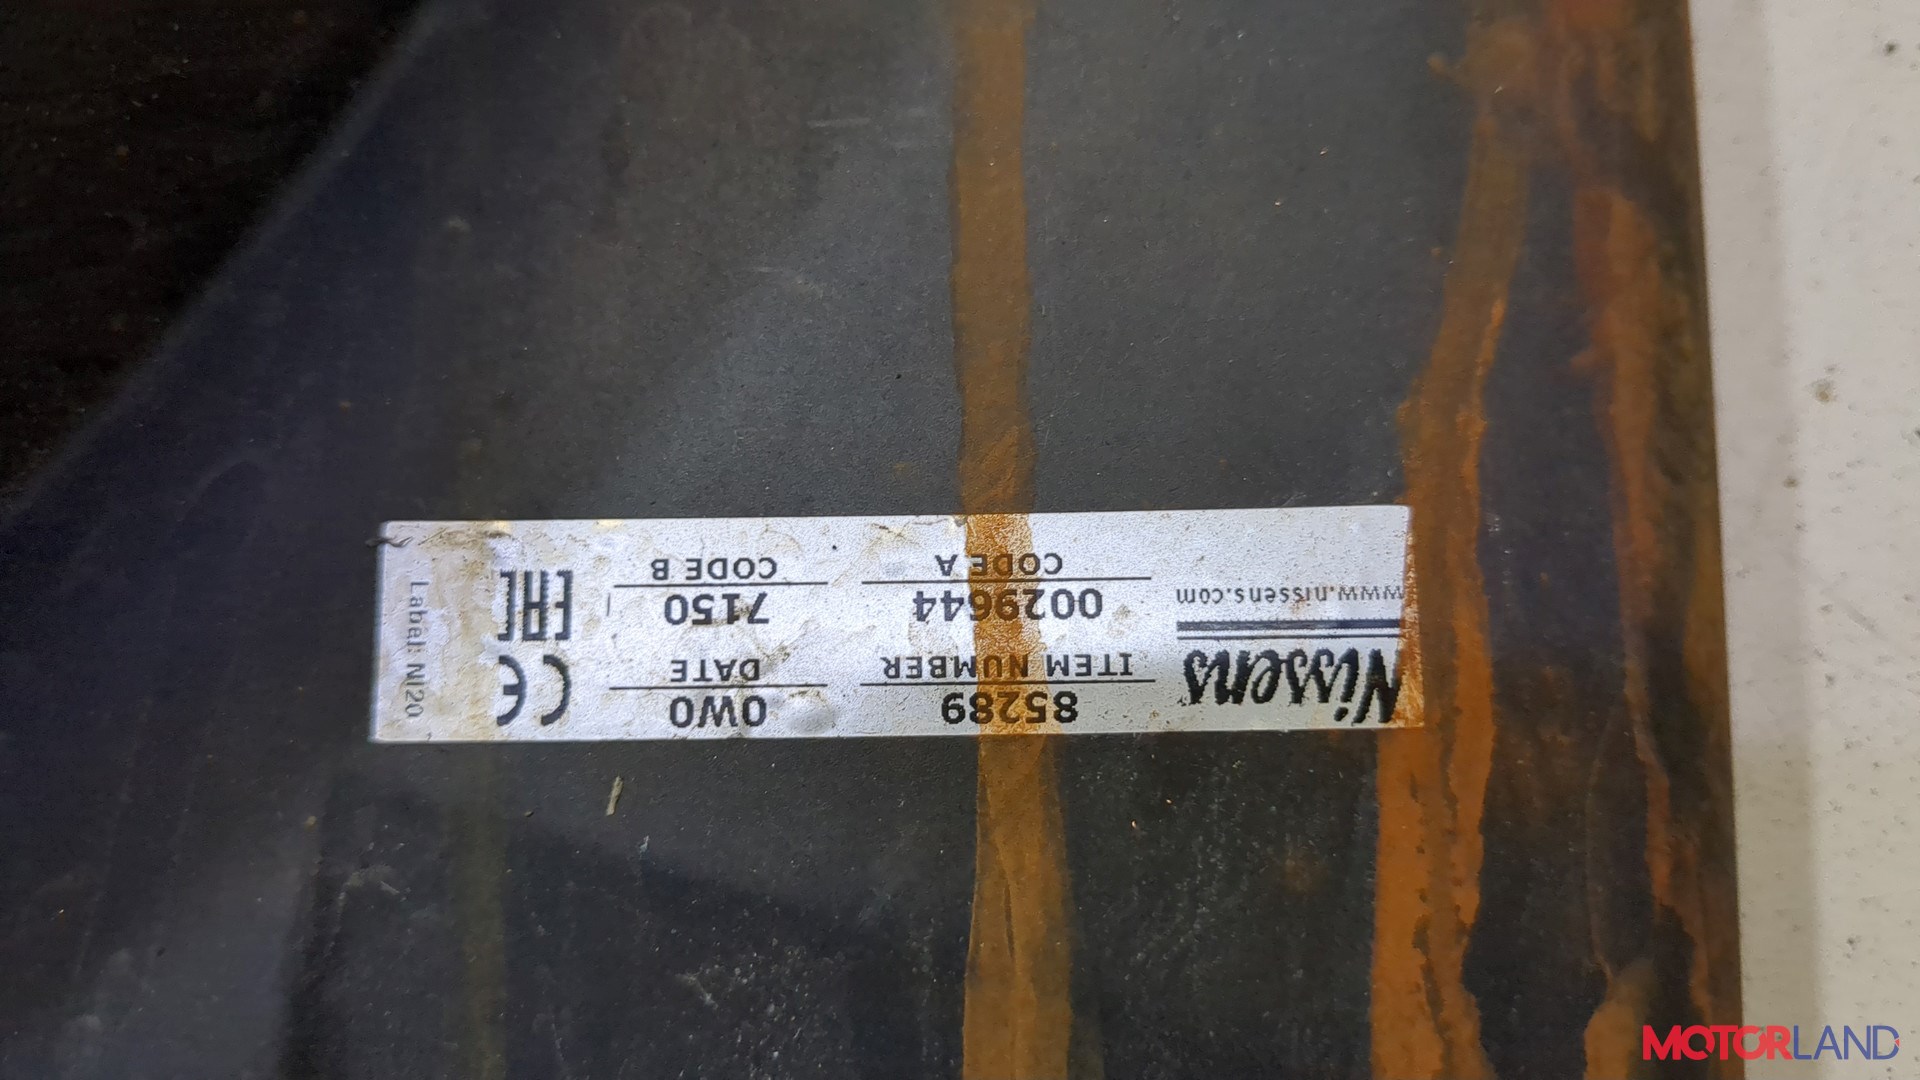 Nissens
www.nissens.com
85289
ITEM NUMBER
0029644
CODE A
0W0
DATE
7150
CODE B
CE
EAC
Label: NI20
MOTORLAND